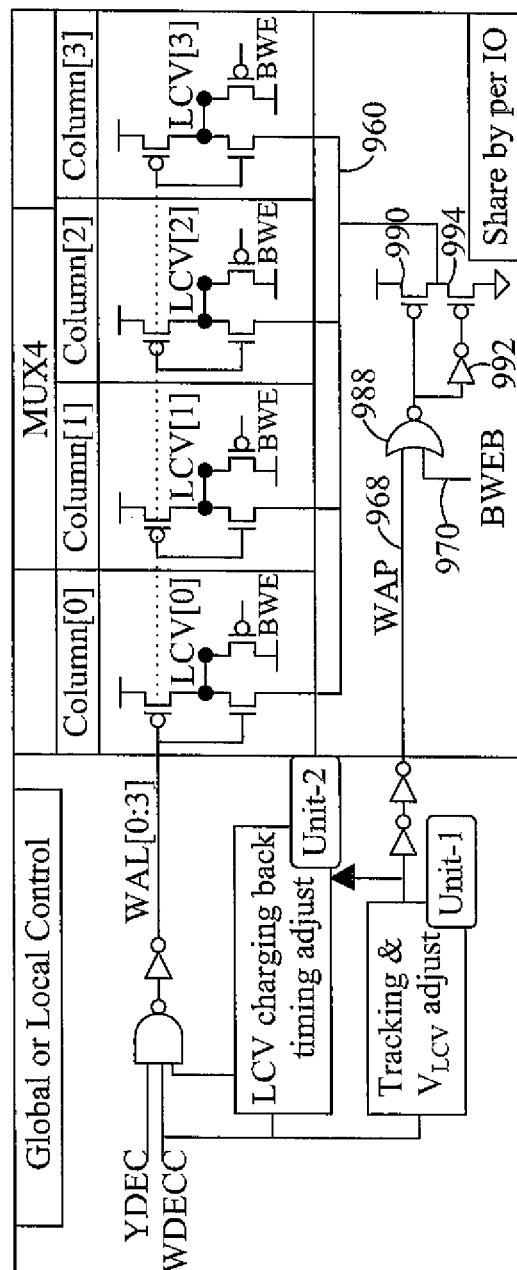 Global or Local Control
MUX4
Column[0]
Column[1]
Column[2]
Column[3]
YDEC
WDECC
WAL[0:3]
LCV[0]
LCV[1]
LCV[2]
LCV[3]
BWE
BWE
BWE
BWE
LCV charging back
timing adjust
Unit-2
Tracking &
V_LCV adjust
Unit-1
WAP
968
970
BWEB
988
992
990
994
960
Share by per IO